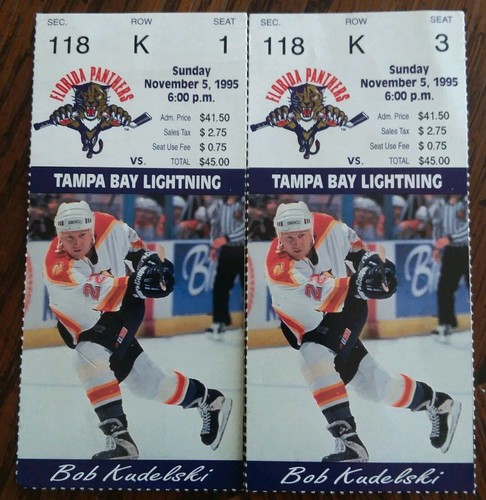 SEC. ROW SEAT
118 K 1
FLORIDA PANTHERS
Sunday
November 5, 1995
6:00 p.m.
Adm. Price $41.50
Sales Tax $ 2.75
Seat Use Fee $ 0.75
VS. TOTAL $45.00
TAMPA BAY LIGHTNING
Bob Kudelski
SEC. ROW SEAT
118 K 3
FLORIDA PANTHERS
Sunday
November 5, 1995
6:00 p.m.
Adm. Price $41.50
Sales Tax $ 2.75
Seat Use Fee $ 0.75
VS. TOTAL $45.00
TAMPA BAY LIGHTNING
Bob Kudelski